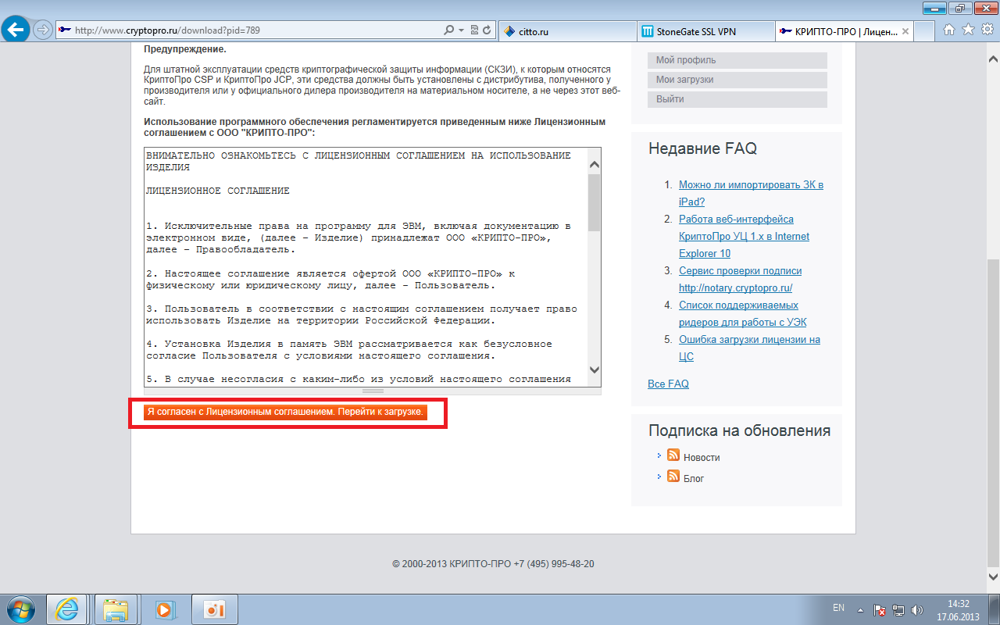 http://www.cryptopro.ru/download?pid=789
citto.ru
StoneGate SSL VPN
КРИПТО-ПРО | Лицен...
Предупреждение.
Для штатной эксплуатации средств криптографической защиты информации (СКЗИ), к которым относятся
КриптоПро CSP и КриптоПро JCP, эти средства должны быть установлены с дистрибутива, полученного у
производителя или у официального дилера производителя на материальном носителе, а не через этот веб-
сайт.
Использование программного обеспечения регламентируется приведенным ниже Лицензионным
соглашением с ООО "КРИПТО-ПРО":
ВНИМАТЕЛЬНО ОЗНАКОМЬТЕСЬ С ЛИЦЕНЗИОННЫМ СОГЛАШЕНИЕМ НА ИСПОЛЬЗОВАНИЕ
ИЗДЕЛИЯ
ЛИЦЕНЗИОННОЕ СОГЛАШЕНИЕ
1. Исключительные права на программу для ЭВМ, включая документацию в
электронном виде, (далее – Изделие) принадлежат ООО «КРИПТО-ПРО»,
далее – Правообладатель.
2. Настоящее соглашение является офертой ООО «КРИПТО-ПРО» к
физическому или юридическому лицу, далее – Пользователь.
3. Пользователь в соответствии с настоящим соглашением получает право
использовать Изделие на территории Российской Федерации.
4. Установка Изделия в память ЭВМ рассматривается как безусловное
согласие Пользователя с условиями настоящего соглашения.
5. В случае несогласия с каким-либо из условий настоящего соглашения
Я согласен с Лицензионным соглашением. Перейти к загрузке.
Мой профиль
Мои загрузки
Выйти
Недавние FAQ
1. Можно ли импортировать ЗК в
iPad?
2. Работа веб-интерфейса
КриптоПро УЦ 1.x в Internet
Explorer 10
3. Сервис проверки подписи
http://notary.cryptopro.ru/
4. Список поддерживаемых
ридеров для работы с УЭК
5. Ошибка загрузки лицензии на
ЦС
Все FAQ
Подписка на обновления
Новости
Блог
© 2000-2013 КРИПТО-ПРО +7 (495) 995-48-20
EN
14:32
17.06.2013